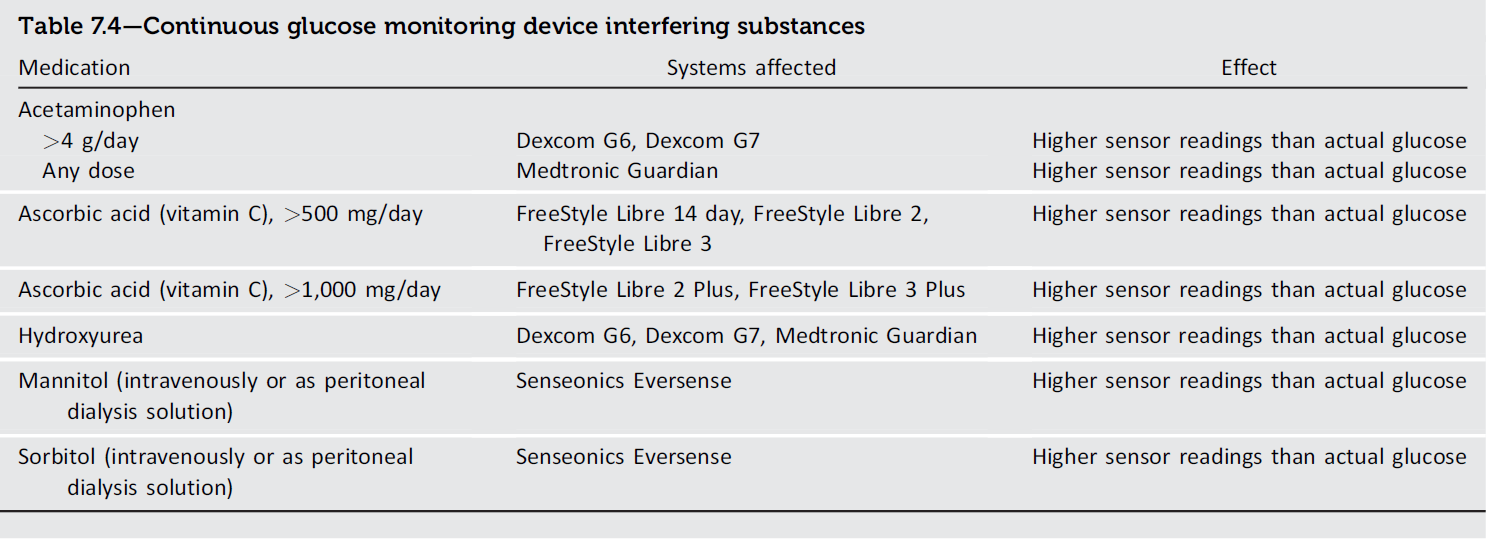 Table 7.4—Continuous glucose monitoring device interfering substances
Medication Systems affected Effect
Acetaminophen
>4 g/day Dexcom G6, Dexcom G7 Higher sensor readings than actual glucose
Any dose Medtronic Guardian Higher sensor readings than actual glucose
Ascorbic acid (vitamin C), >500 mg/day FreeStyle Libre 14 day, FreeStyle Libre 2, Higher sensor readings than actual glucose
FreeStyle Libre 3
Ascorbic acid (vitamin C), >1,000 mg/day FreeStyle Libre 2 Plus, FreeStyle Libre 3 Plus Higher sensor readings than actual glucose
Hydroxyurea Dexcom G6, Dexcom G7, Medtronic Guardian Higher sensor readings than actual glucose
Mannitol (intravenously or as peritoneal Senseonics Eversense Higher sensor readings than actual glucose
dialysis solution)
Sorbitol (intravenously or as peritoneal Senseonics Eversense Higher sensor readings than actual glucose
dialysis solution)